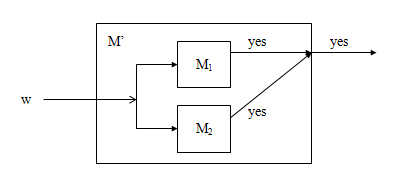 M’
yes
yes
M₁
w
M₂
yes